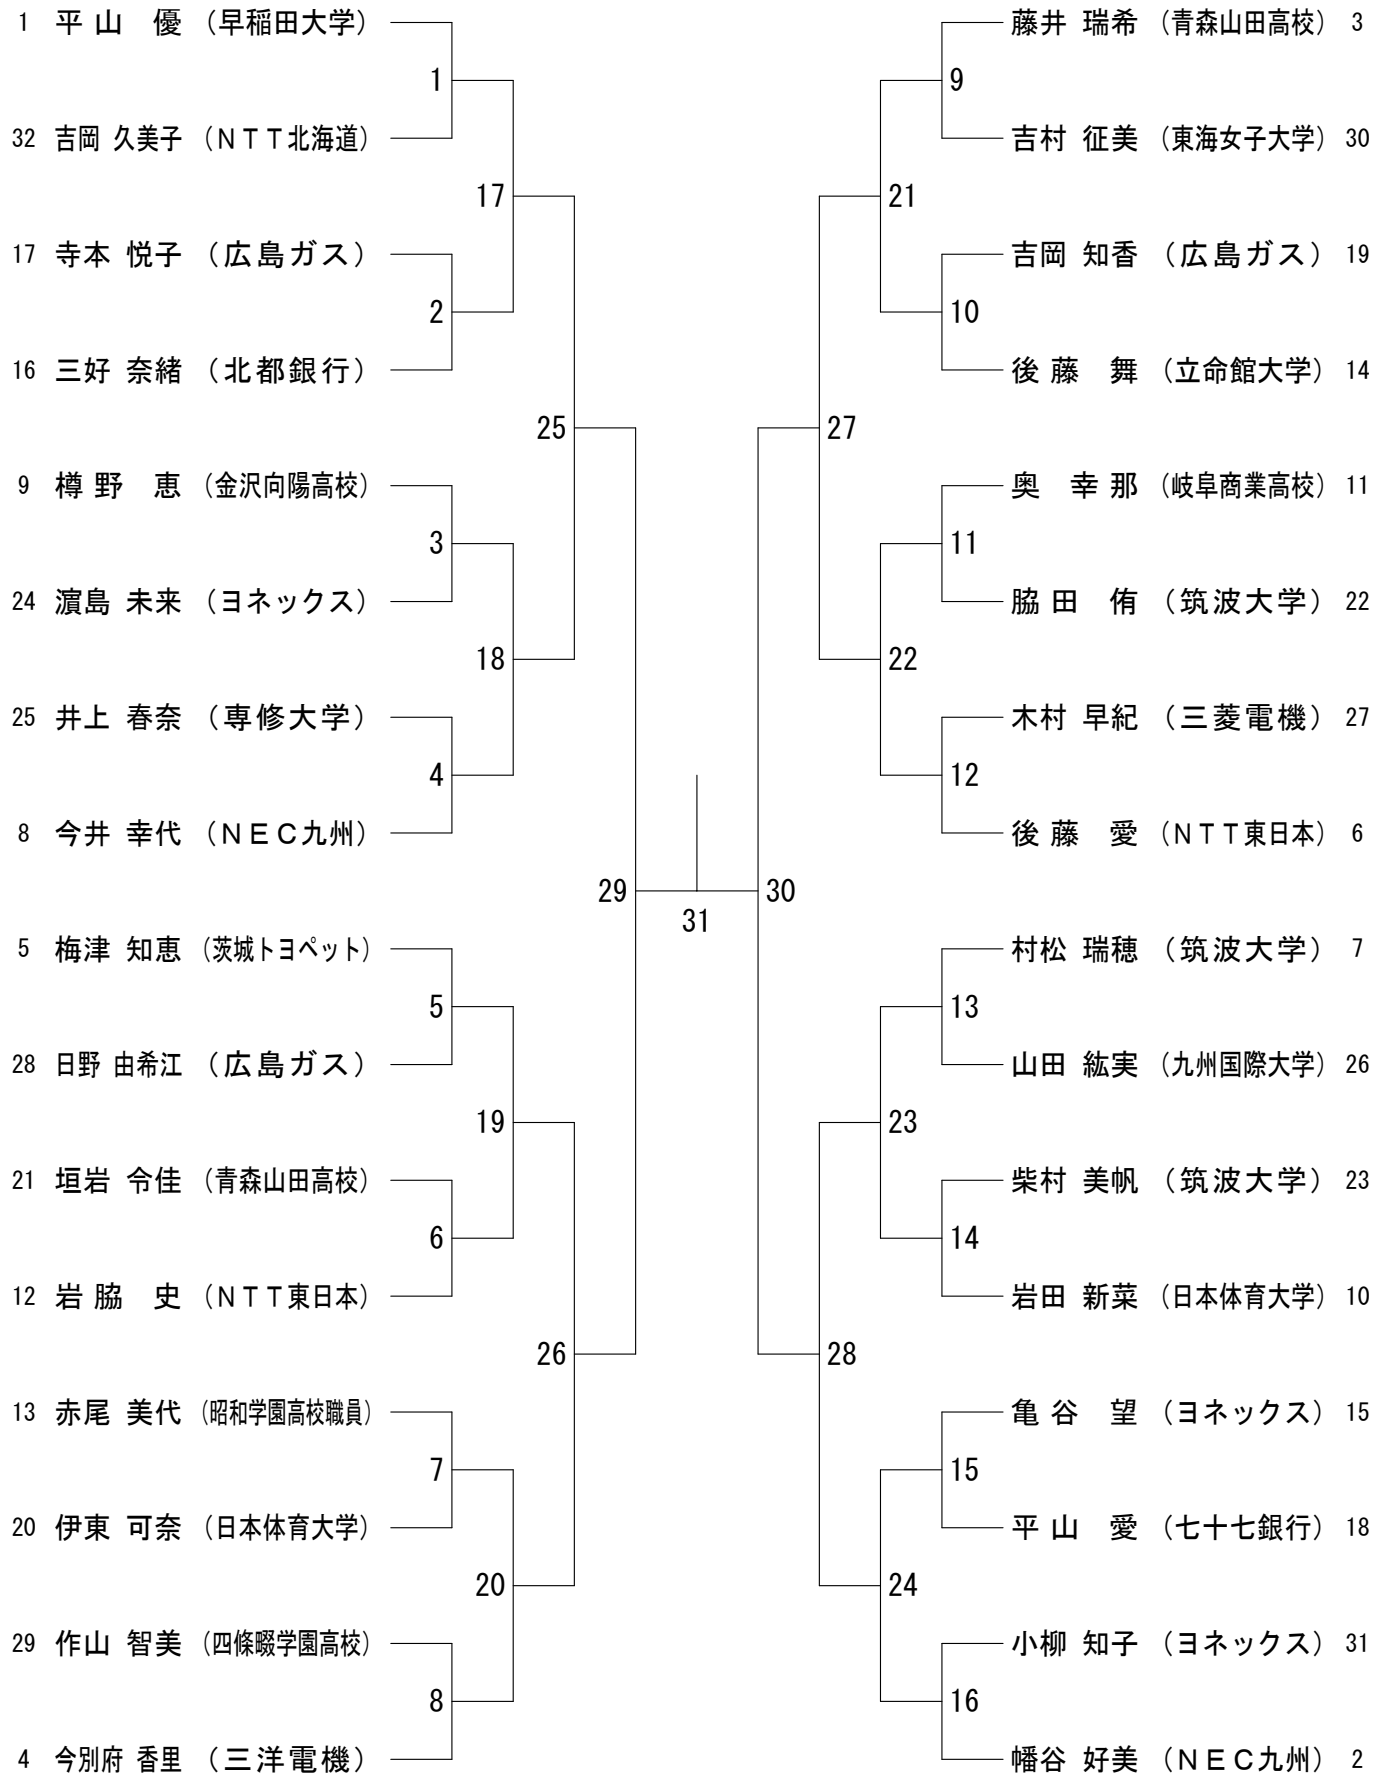 1 平山 優 (早稲田大学)
1
32 吉岡 久美子 (ＮＴＴ北海道)
17
17 寺本 悦子 (広島ガス)
2
16 三好 奈緒 (北都銀行)
25
9 樽野 恵 (金沢向陽高校)
3
24 濵島 未来 (ヨネックス)
18
25 井上 春奈 (専修大学)
4
8 今井 幸代 (ＮＥＣ九州)
29
5 梅津 知恵 (茨城トヨペット)
5
28 日野 由希江 (広島ガス)
19
21 垣岩 令佳 (青森山田高校)
6
12 岩脇 史 (ＮＴＴ東日本)
26
13 赤尾 美代 (昭和学園高校職員)
7
20 伊東 可奈 (日本体育大学)
20
29 作山 智美 (四條畷学園高校)
8
4 今別府 香里 (三洋電機)
31
藤井 瑞希 (青森山田高校) 3
9
吉村 征美 (東海女子大学) 30
21
吉岡 知香 (広島ガス) 19
10
後藤 舞 (立命館大学) 14
27
奥 幸那 (岐阜商業高校) 11
11
脇田 侑 (筑波大学) 22
22
木村 早紀 (三菱電機) 27
12
後藤 愛 (ＮＴＴ東日本) 6
30
村松 瑞穂 (筑波大学) 7
13
山田 紘実 (九州国際大学) 26
23
柴村 美帆 (筑波大学) 23
14
岩田 新菜 (日本体育大学) 10
28
亀谷 望 (ヨネックス) 15
15
平山 愛 (七十七銀行) 18
24
小柳 知子 (ヨネックス) 31
16
幡谷 好美 (ＮＥＣ九州) 2